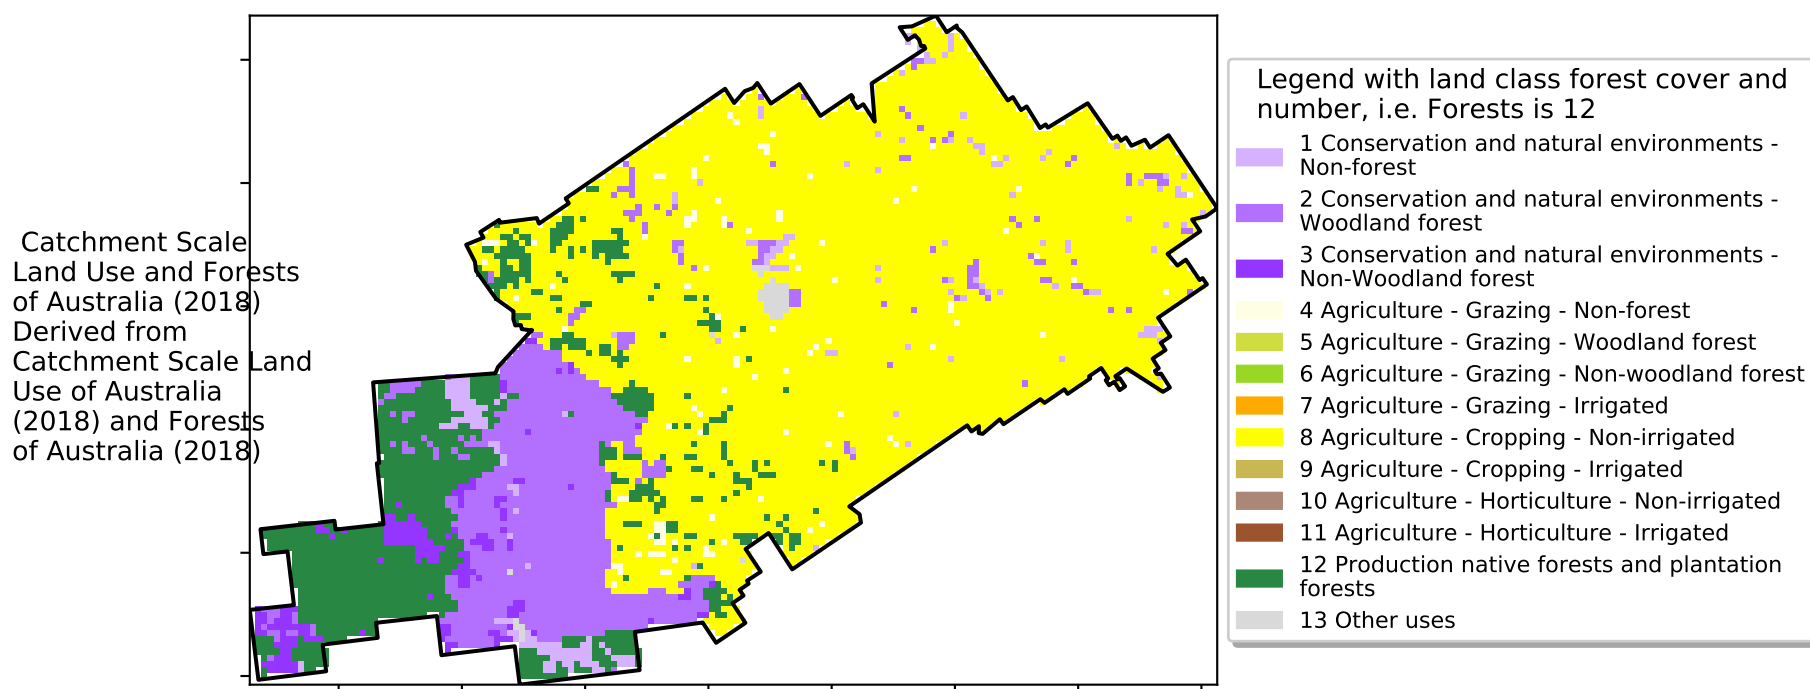 Catchment Scale
Land Use and Forests
of Australia (2018)
Derived from
Catchment Scale Land
Use of Australia
(2018) and Forests
of Australia (2018)
Legend with land class forest cover and
number, i.e. Forests is 12
1 Conservation and natural environments -
Non-forest
2 Conservation and natural environments -
Woodland forest
3 Conservation and natural environments -
Non-Woodland forest
4 Agriculture - Grazing - Non-forest
5 Agriculture - Grazing - Woodland forest
6 Agriculture - Grazing - Non-woodland forest
7 Agriculture - Grazing - Irrigated
8 Agriculture - Cropping - Non-irrigated
9 Agriculture - Cropping - Irrigated
10 Agriculture - Horticulture - Non-irrigated
11 Agriculture - Horticulture - Irrigated
12 Production native forests and plantation
forests
13 Other uses